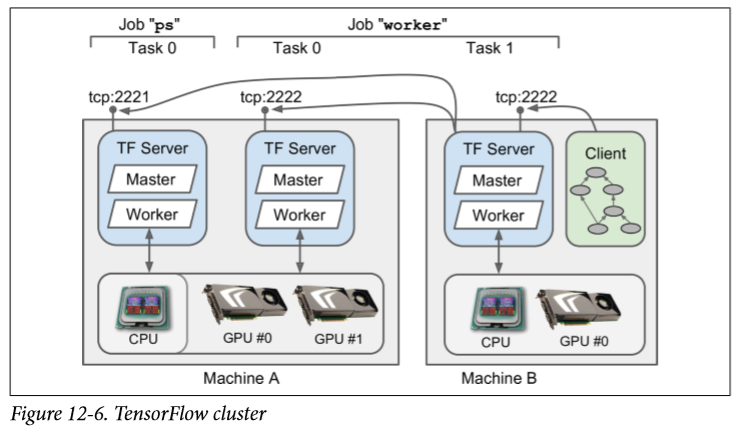 Job "ps"
Job "worker"
Task 0
Task 0
Task 1
tcp:2221
tcp:2222
tcp:2222
TF Server
TF Server
TF Server
Client
Master
Master
Master
Worker
Worker
Worker
CPU
GPU #0
GPU #1
CPU
GPU #0
Machine A
Machine B
Figure 12-6. TensorFlow cluster